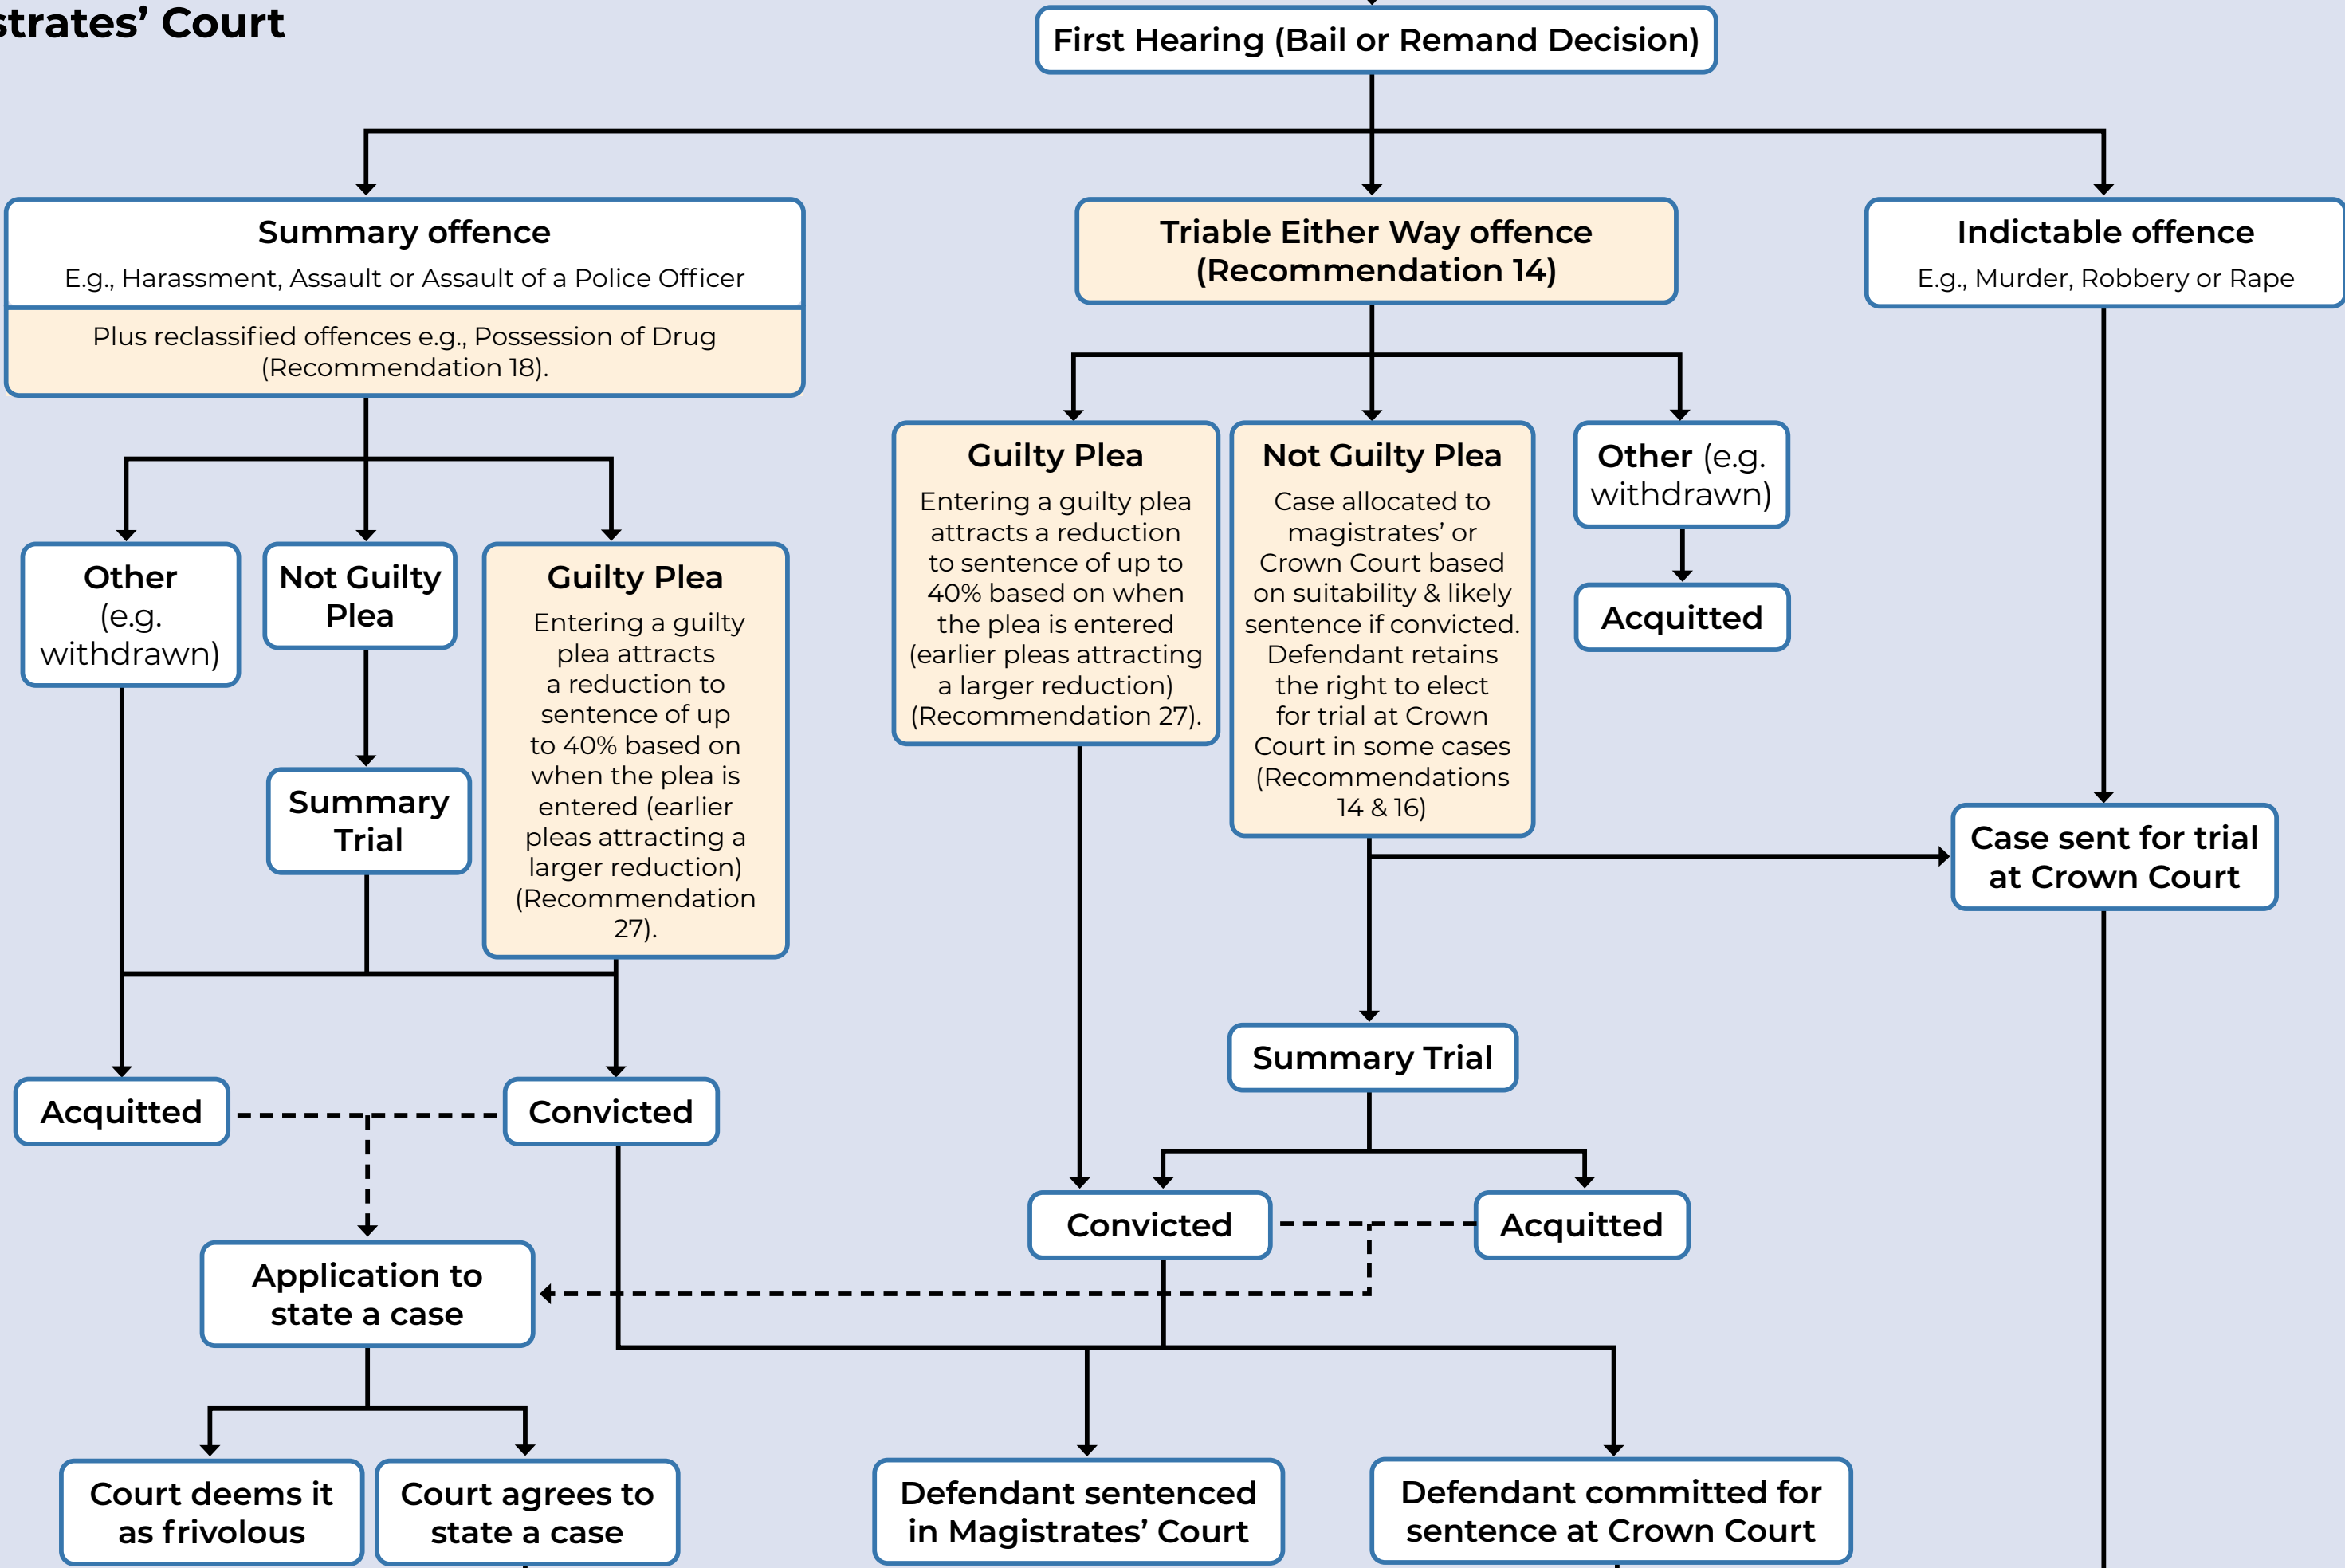 strates’ Court
First Hearing (Bail or Remand Decision)
Summary offence
E.g., Harassment, Assault or Assault of a Police Officer
Plus reclassified offences e.g., Possession of Drug
(Recommendation 18).
Triable Either Way offence
(Recommendation 14)
Indictable offence
E.g., Murder, Robbery or Rape
Other
(e.g.
withdrawn)
Not Guilty
Plea
Guilty Plea
Entering a guilty
plea attracts
a reduction to
sentence of up
to 40% based on
when the plea is
entered (earlier
pleas attracting a
larger reduction)
(Recommendation
27).
Guilty Plea
Entering a guilty plea
attracts a reduction
to sentence of up to
40% based on when
the plea is entered
(earlier pleas attracting
a larger reduction)
(Recommendation 27).
Not Guilty Plea
Case allocated to
magistrates’ or
Crown Court based
on suitability & likely
sentence if convicted.
Defendant retains
the right to elect
for trial at Crown
Court in some cases
(Recommendations
14 & 16)
Other (e.g.
withdrawn)
Acquitted
Summary
Trial
Case sent for trial
at Crown Court
Summary Trial
Acquitted
Convicted
Convicted
Acquitted
Application to
state a case
Court deems it
as frivolous
Court agrees to
state a case
Defendant sentenced
in Magistrates’ Court
Defendant committed for
sentence at Crown Court